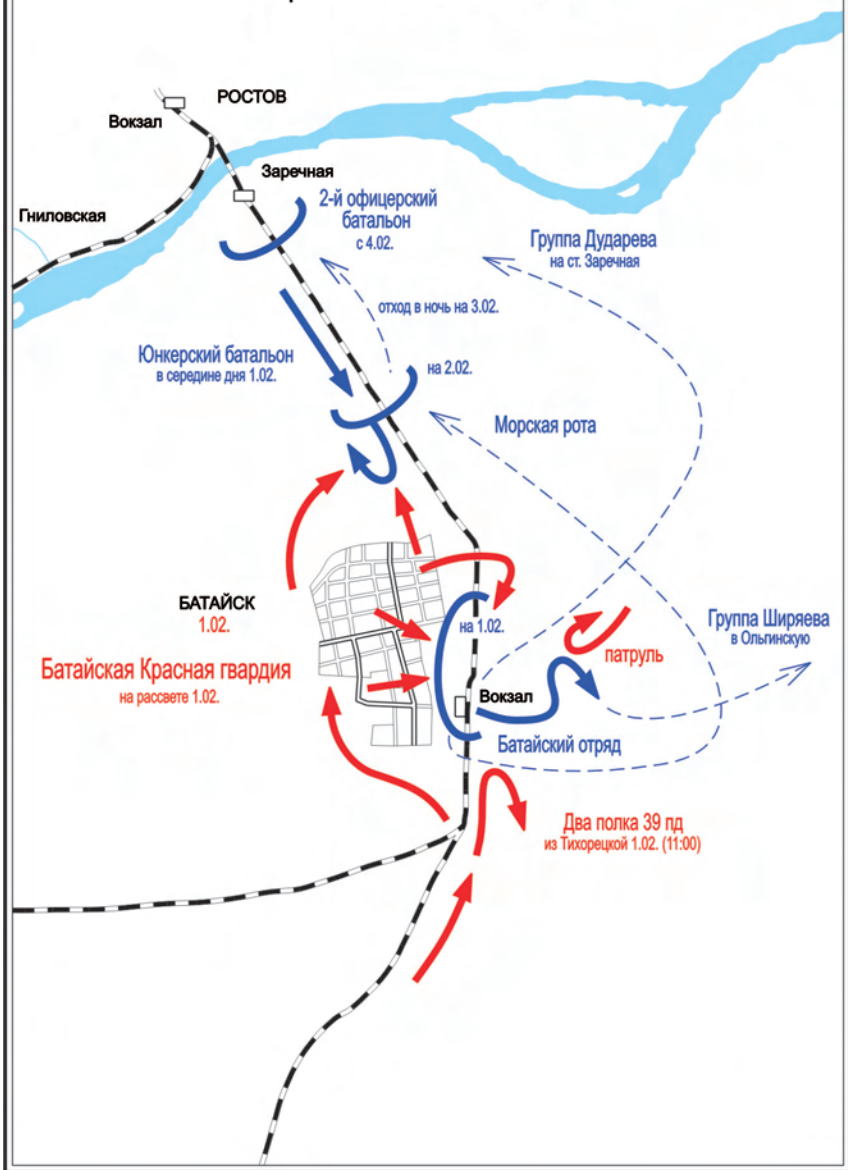 РОСТОВ
Вокзал
Заречная
Гниловская
2-й офицерский
батальон
с 4.02.
Группа Дударева
на ст. Заречная
отход в ночь на 3.02.
Юнкерский батальон
в середине дня 1.02.
на 2.02.
Морская рота
БАТАЙСК
1.02.
на 1.02.
Группа Ширяева
в Ольгинскую
патруль
Батайская Красная гвардия
на рассвете 1.02.
Вокзал
Батайский отряд
Два полка 39 пд
из Тихорецкой 1.02. (11:00)